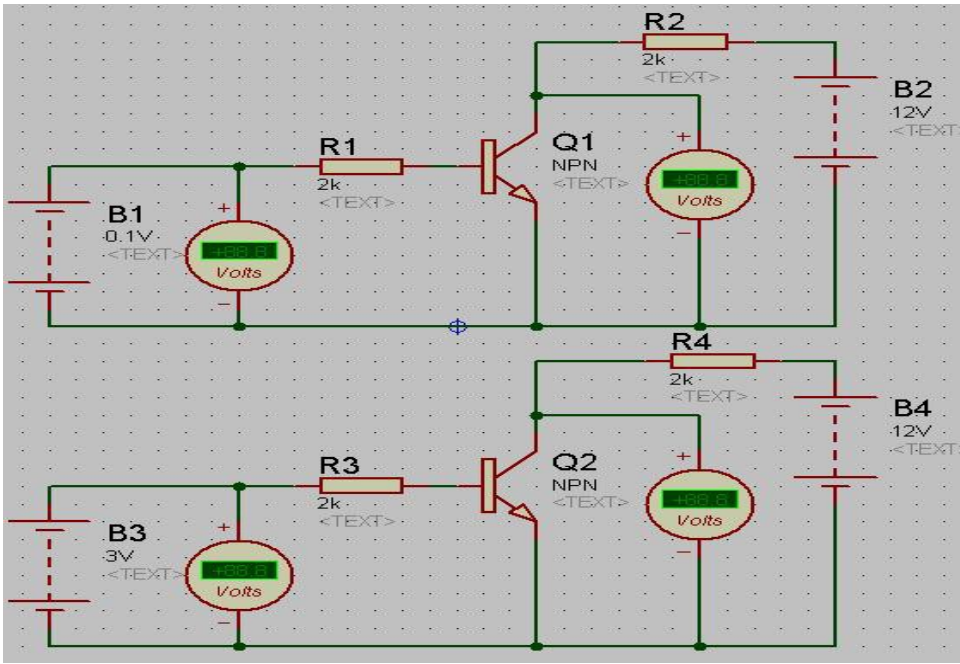 R2
2k
<TEXT>
B2
12V
<TEXT>
R1
2k
<TEXT>
Q1
NPN
<TEXT>
+
+88.8
Volts
−
B1
0.1V
<TEXT>
+
+88.8
Volts
−
R4
2k
<TEXT>
B4
12V
<TEXT>
R3
2k
<TEXT>
Q2
NPN
<TEXT>
+
+88.8
Volts
−
B3
3V
<TEXT>
+
+88.8
Volts
−